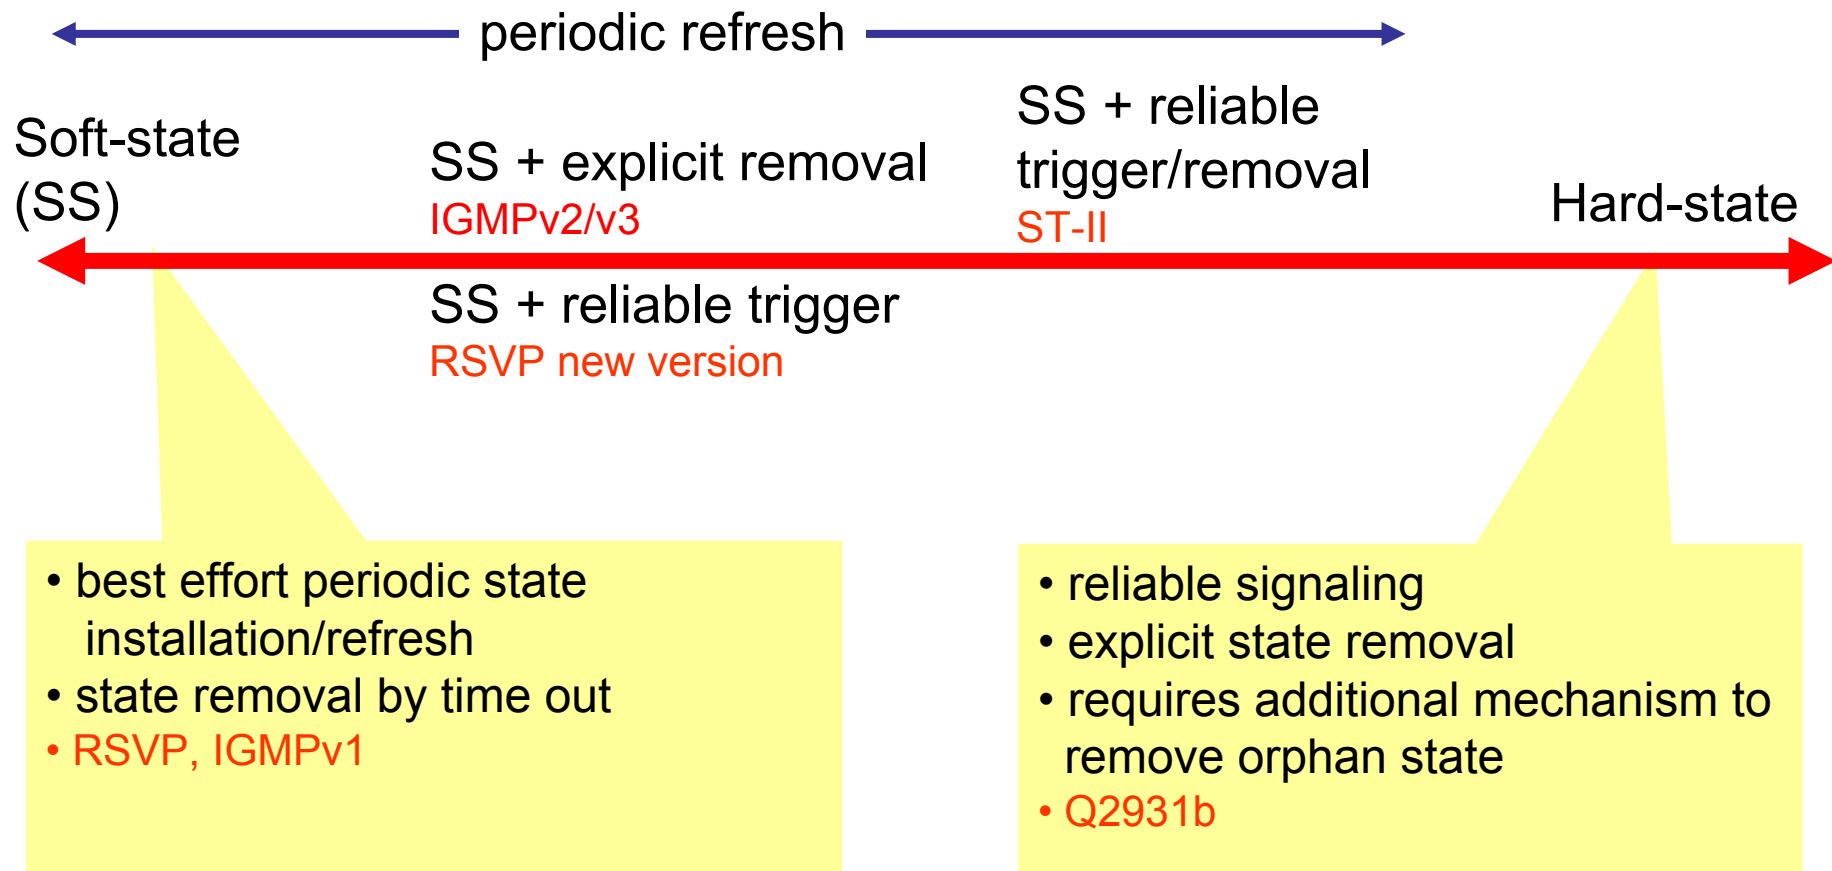 periodic refresh
Soft-state
(SS)
SS + explicit removal
IGMPv2/v3
SS + reliable
trigger/removal
ST-II
Hard-state
SS + reliable trigger
RSVP new version
• best effort periodic state
installation/refresh
• state removal by time out
• RSVP, IGMPv1
• reliable signaling
• explicit state removal
• requires additional mechanism to
remove orphan state
• Q2931b